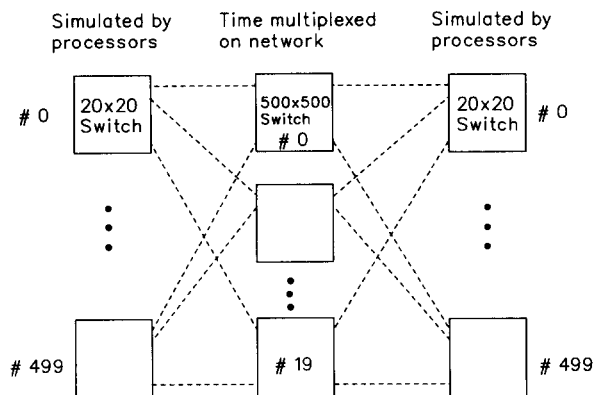 Simulated by
processors
Time multiplexed
on network
Simulated by
processors
# 0
20x20
Switch
500x500
Switch
# 0
20x20
Switch
# 0
# 499
# 19
# 499